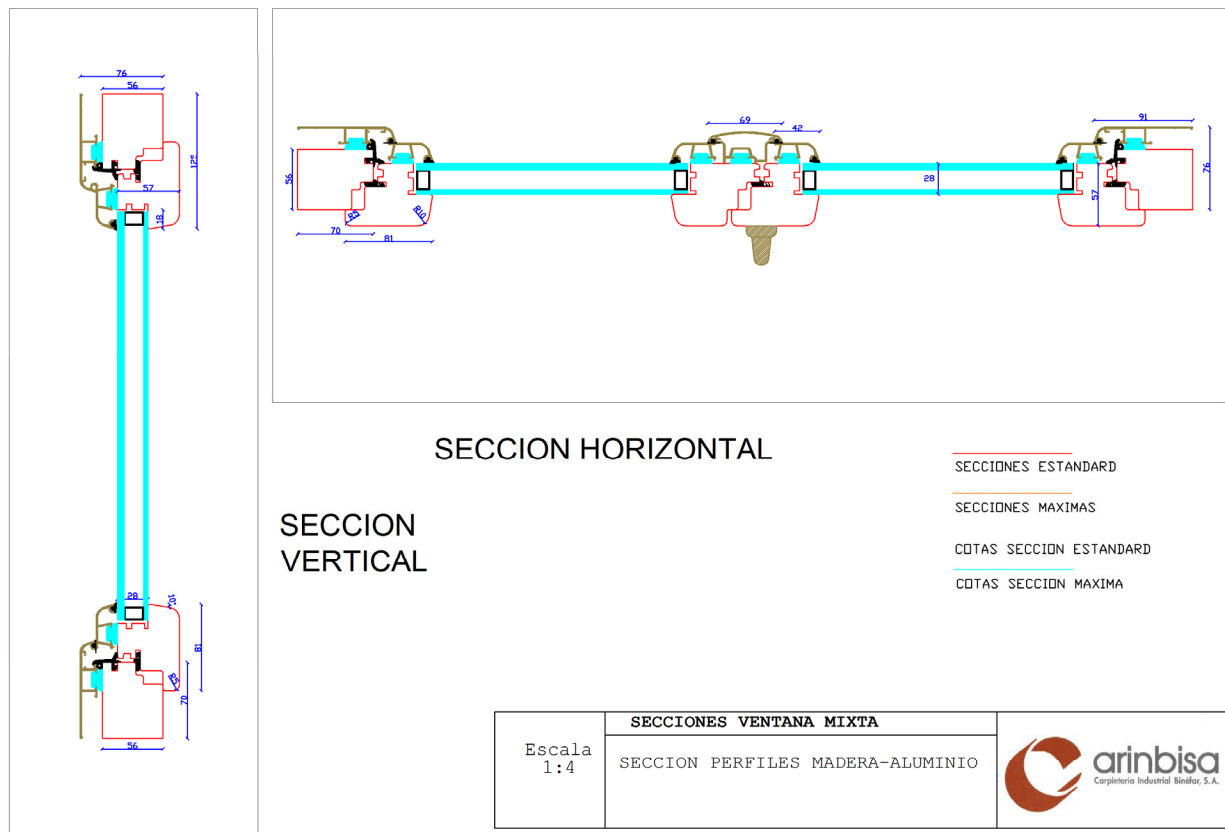 76
56
125
57
18
28
10°
81
R5
70
56
69
42
91
56
28
57
76
R5
R10
70
81
SECCION HORIZONTAL
SECCION
VERTICAL
SECCIONES ESTANDARD
SECCIONES MAXIMAS
COTAS SECCION ESTANDARD
COTAS SECCION MAXIMA
Escala
1:4
SECCIONES VENTANA MIXTA
SECCION PERFILES MADERA-ALUMINIO
arinbisa
Carpintería Industrial Binéfar, S.A.